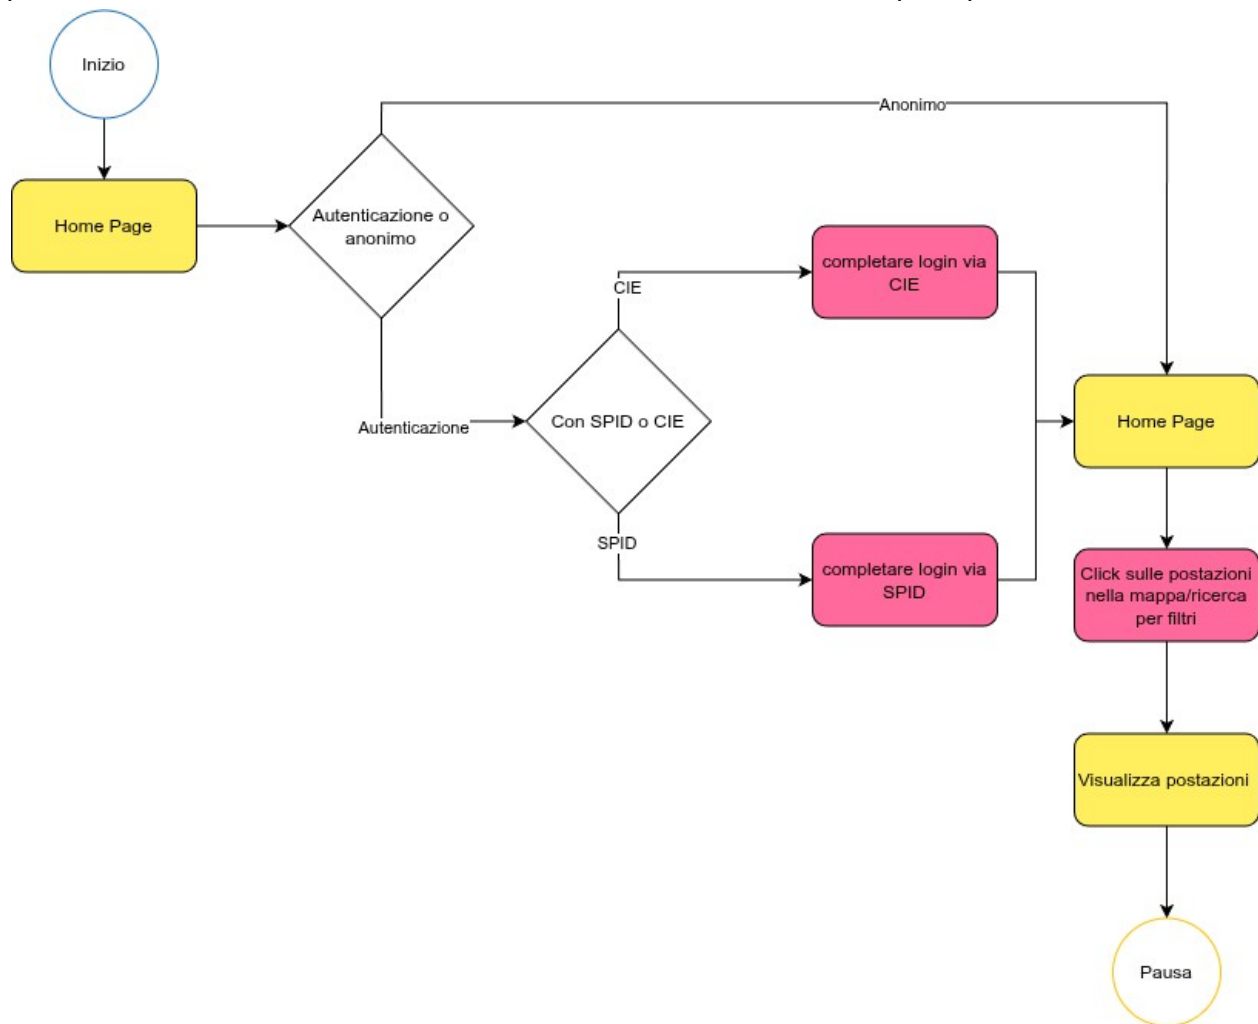 Inizio
Anonimo
Home Page
Autenticazione o
anonimo
completare login via
CIE
CIE
Autenticazione
Con SPID o CIE
Home Page
SPID
completare login via
SPID
Click sulle postazioni
nella mappa/ricerca
per filtri
Visualizza postazioni
Pausa